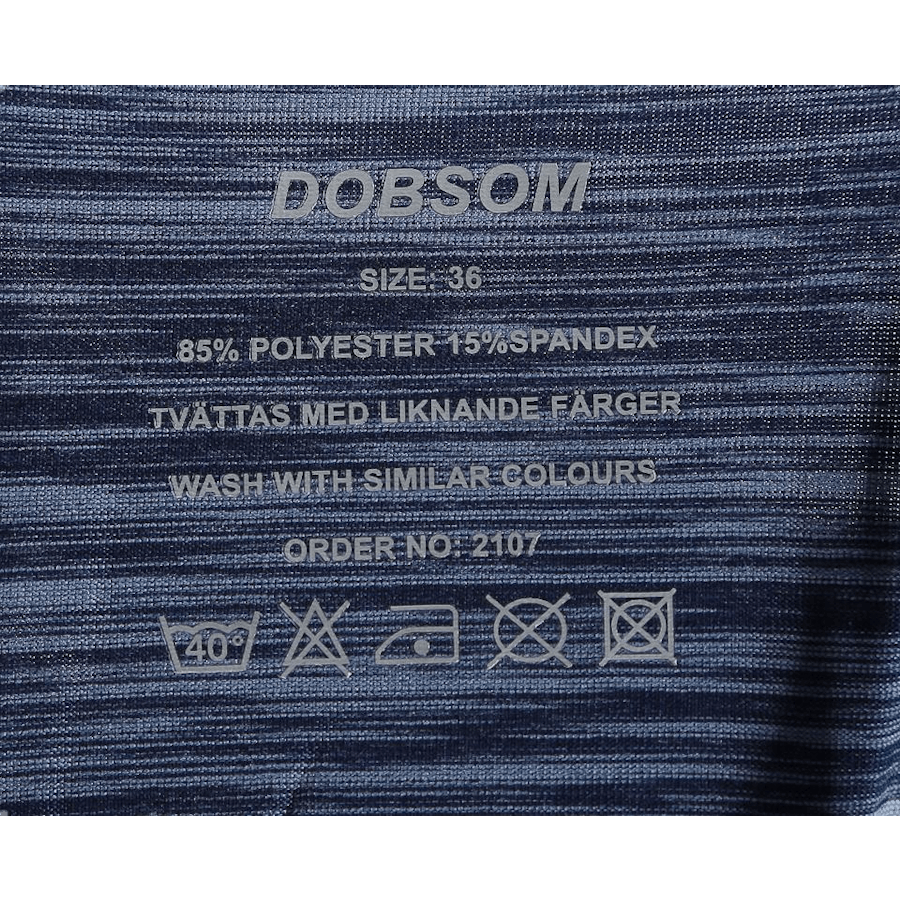 DOBSOM
SIZE: 36
85% POLYESTER 15%SPANDEX
TVÄTTAS MED LIKNANDE FÄRGER
WASH WITH SIMILAR COLOURS
ORDER NO: 2107
40°